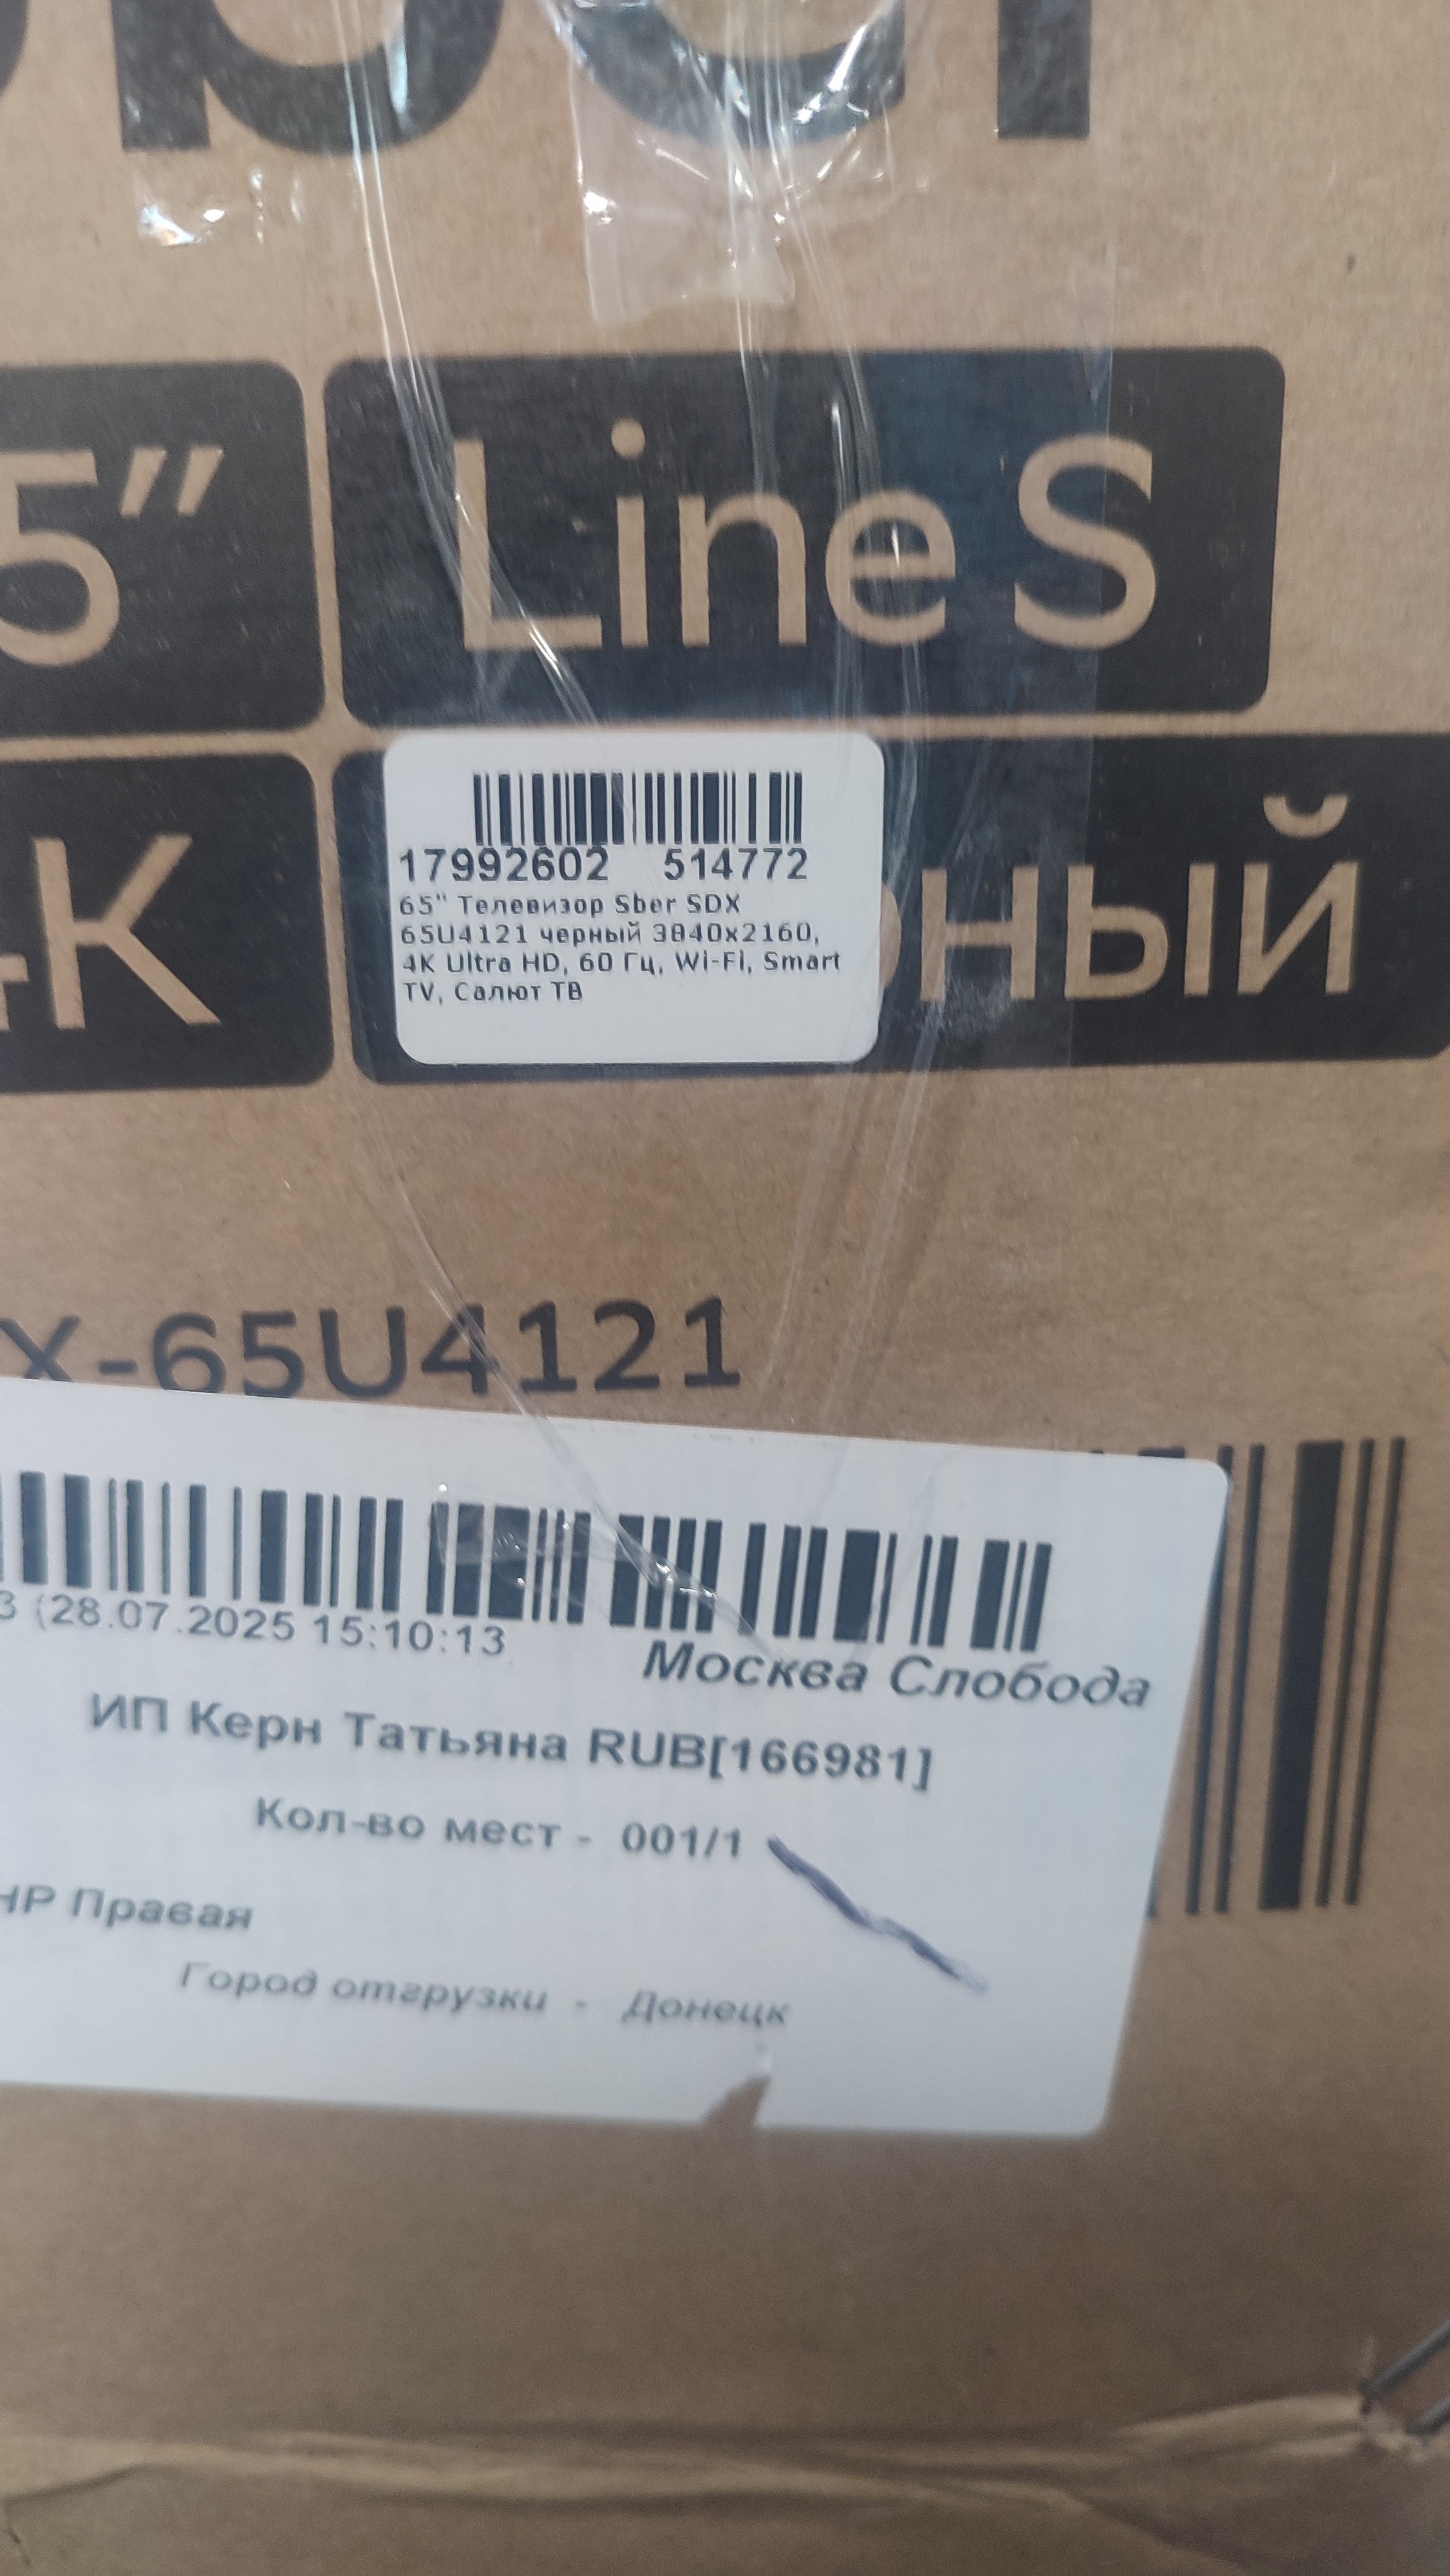 5″ Line S
4K
17992602 514772
65" Телевизор Sber SDX
65U4121 черный 3840x2160,
4K Ultra HD, 60 Гц, Wi-Fi, Smart
TV, Салют ТВ
X-65U4121
3 (28.07.2025 15:10:13
Москва Слобода
ИП Керн Татьяна RUB[166981]
Кол-во мест - 001/1
НР Правая
Город отгрузки - Донецк